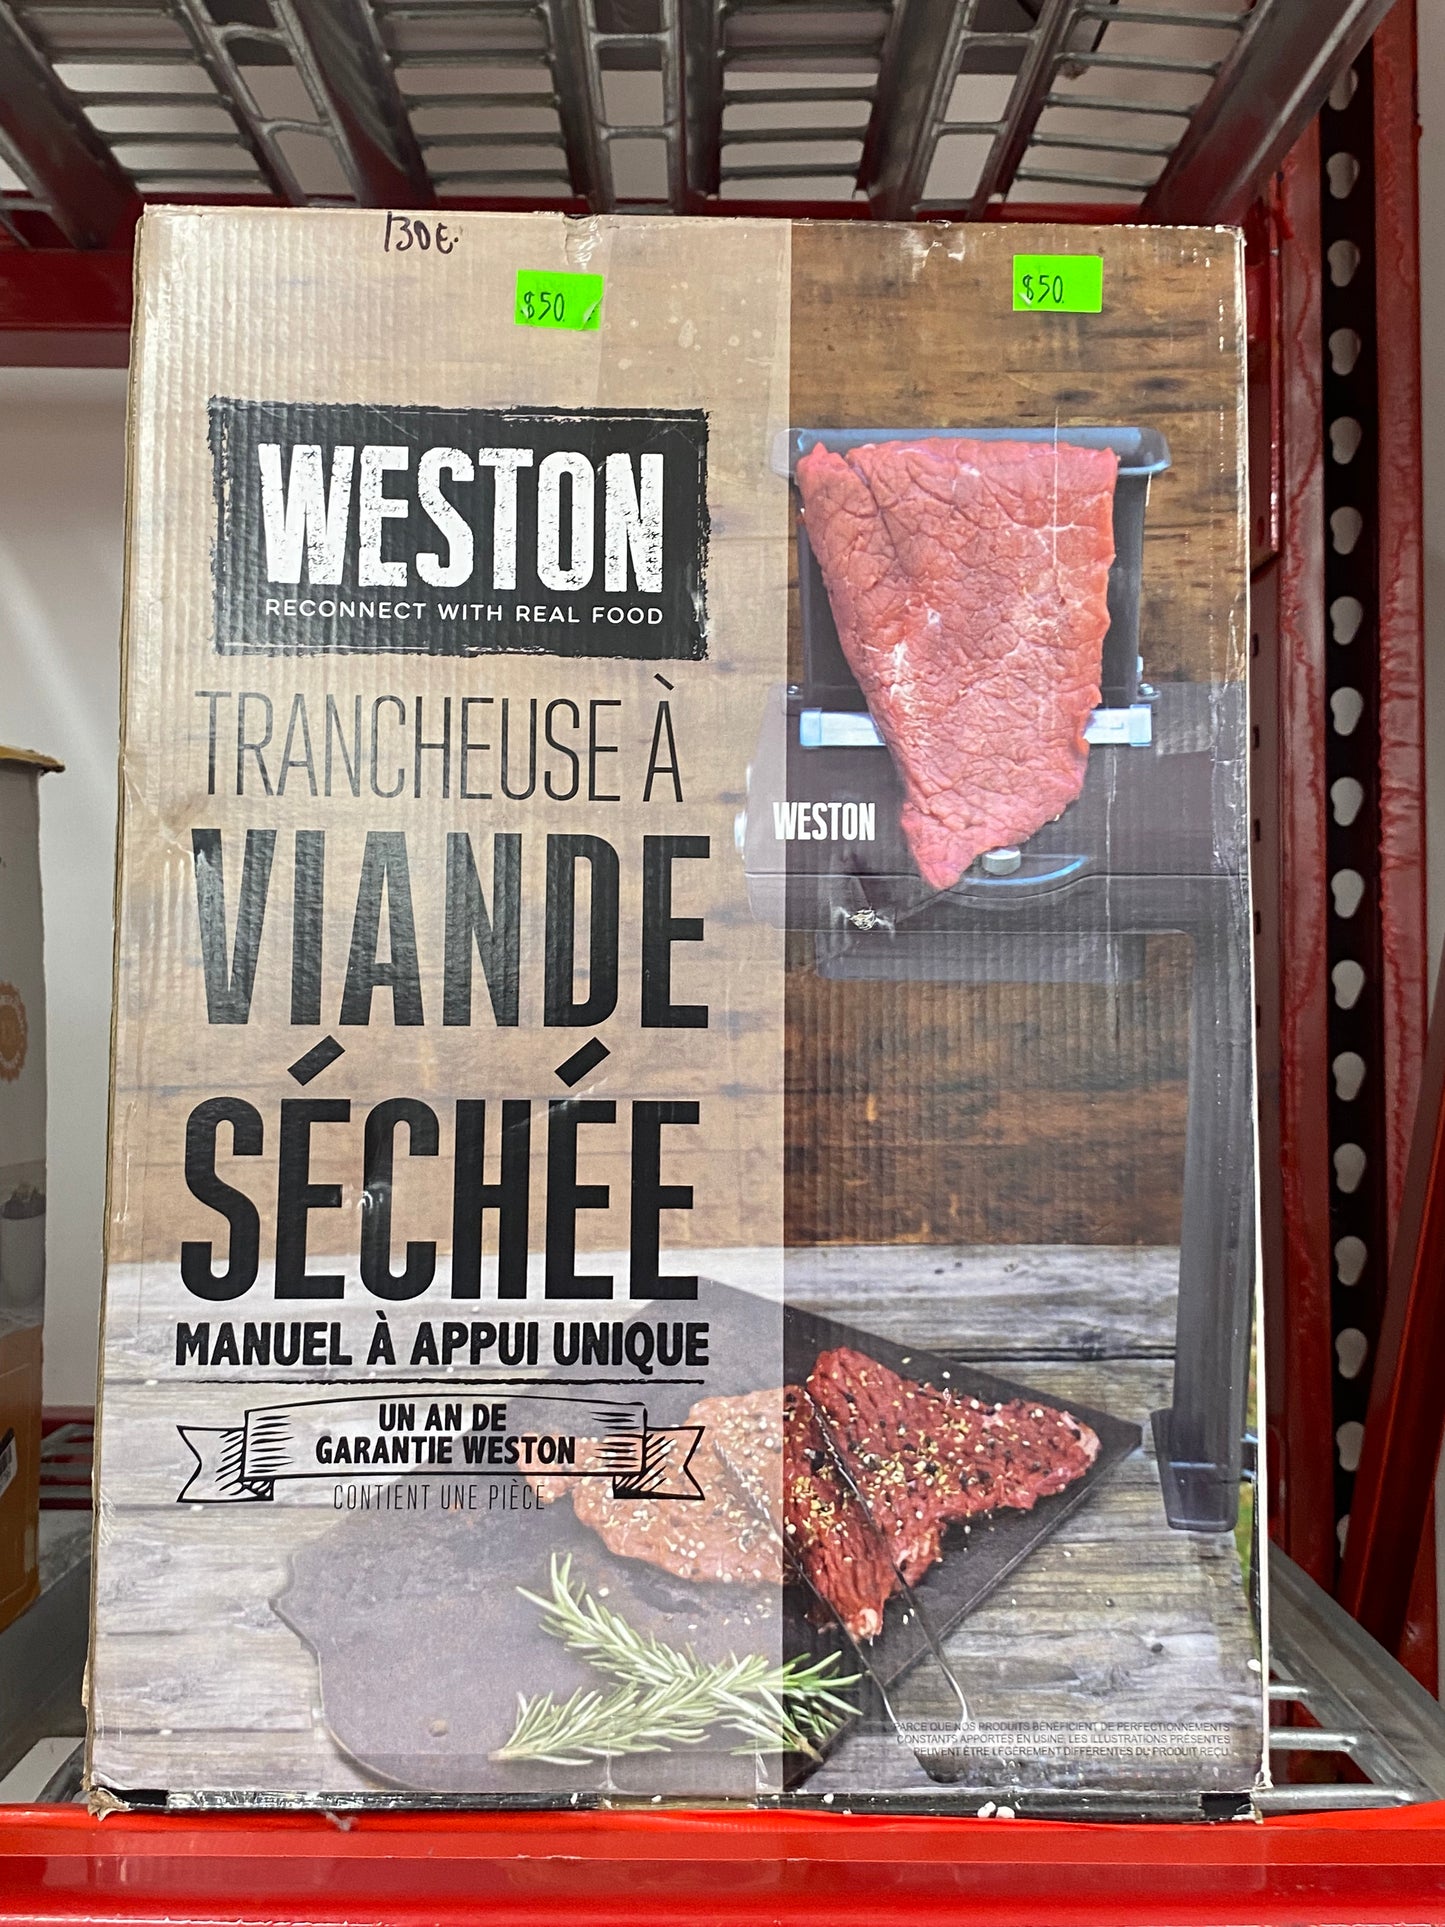 130E.
$50.
$50.
WESTON
RECONNECT WITH REAL FOOD
TRANCHEUSE À
VIANDE
SÉCHÉE
MANUEL À APPUI UNIQUE
UN AN DE
GARANTIE WESTON
CONTIENT UNE PIÈCE
WESTON
PARCE QUE NOS PRODUITS BÉNÉFICIENT DE PERFECTIONNEMENTS
CONSTANTS APPORTÉS EN USINE, LES ILLUSTRATIONS PRÉSENTES
PEUVENT ÊTRE LÉGÈREMENT DIFFÉRENTES DU PRODUIT REÇU.